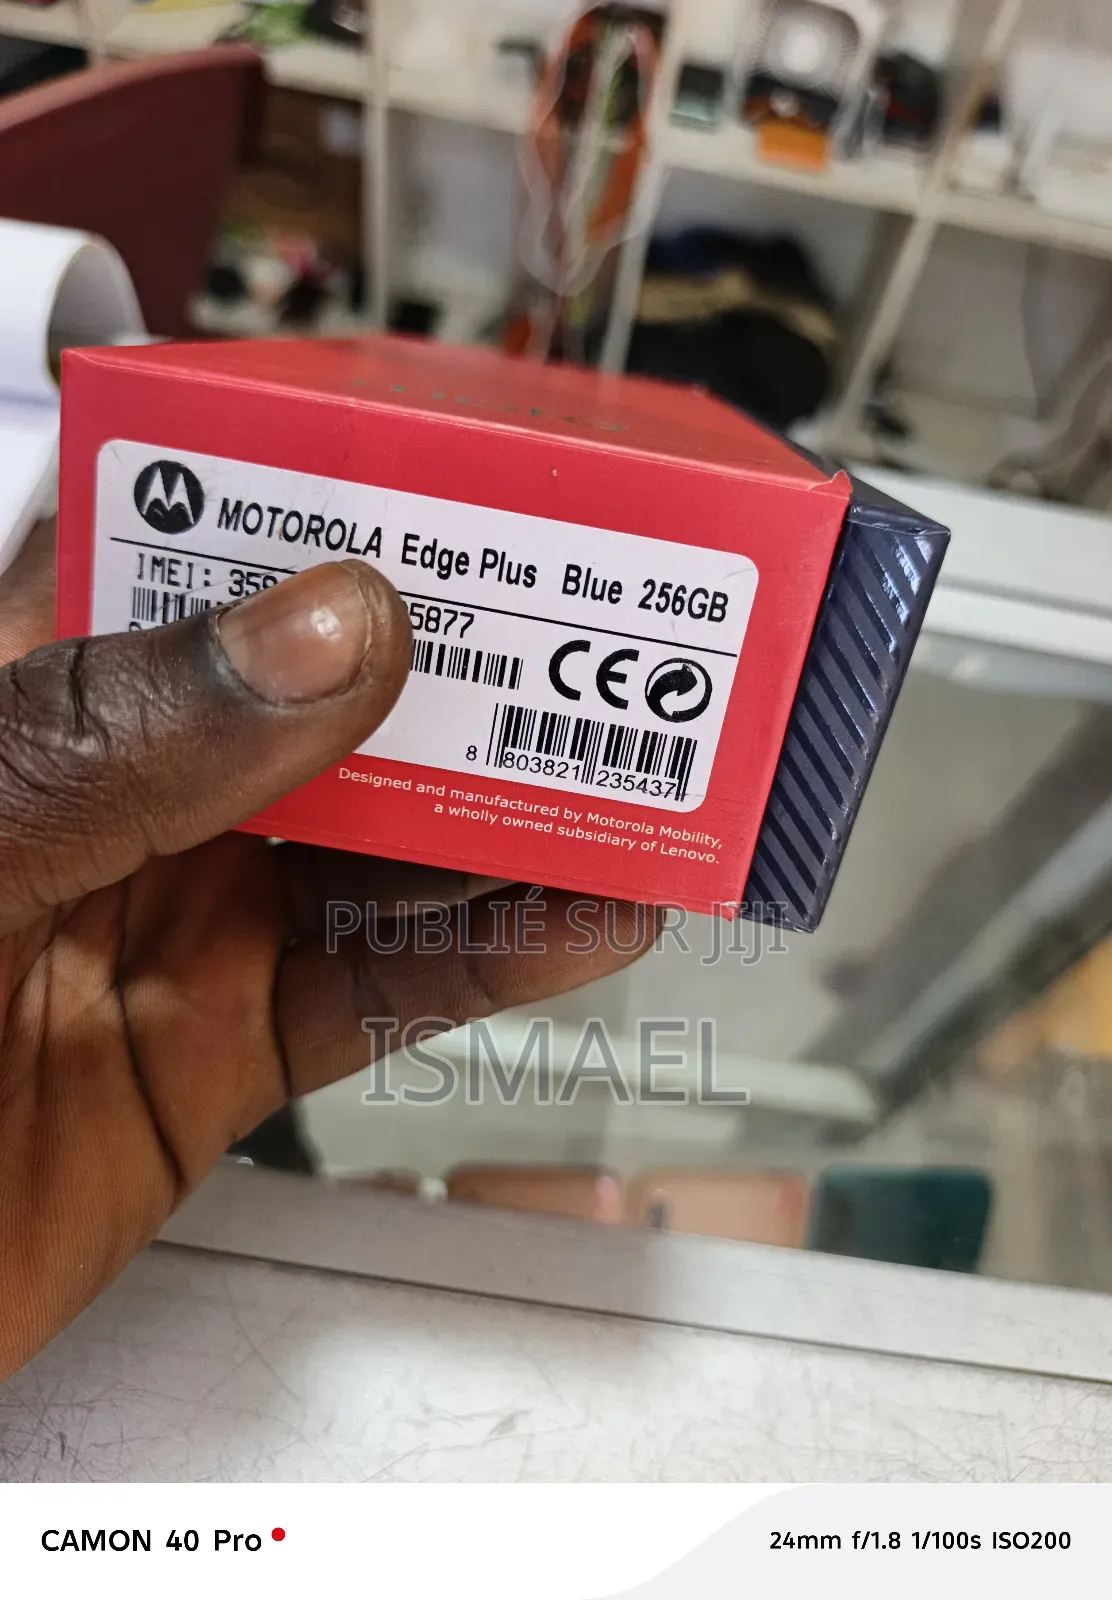 MOTOROLA Edge Plus Blue 256GB
IMEI: 359 5877
8 803821 235437
Designed and manufactured by Motorola Mobility,
a wholly owned subsidiary of Lenovo.
PUBLIÉ SUR JIJI
ISMAEL
CAMON 40 Pro
24mm f/1.8 1/100s ISO200